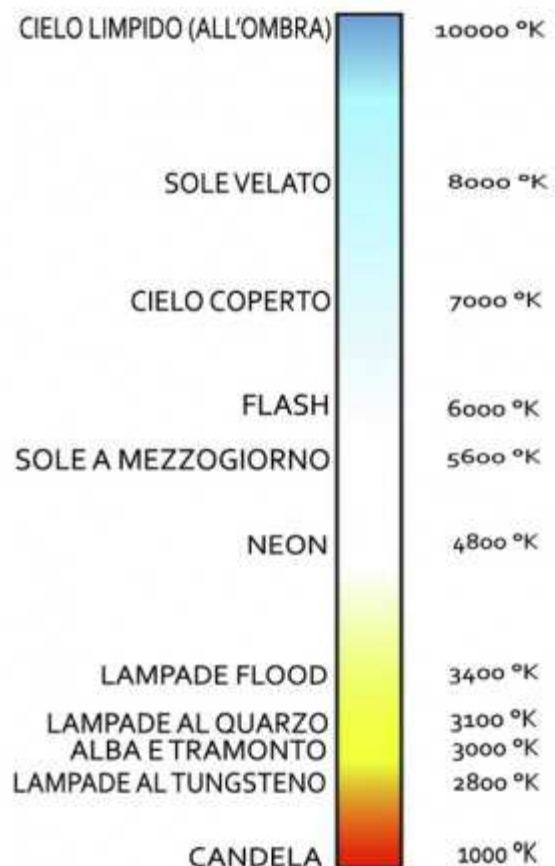 CIELO LIMPIDO (ALL'OMBRA) 10000 °K
SOLE VELATO 8000 °K
CIELO COPERTO 7000 °K
FLASH 6000 °K
SOLE A MEZZOGIORNO 5600 °K
NEON 4800 °K
LAMPADE FLOOD 3400 °K
LAMPADE AL QUARZO 3100 °K
ALBA E TRAMONTO 3000 °K
LAMPADE AL TUNGSTENO 2800 °K
CANDELA 1000 °K